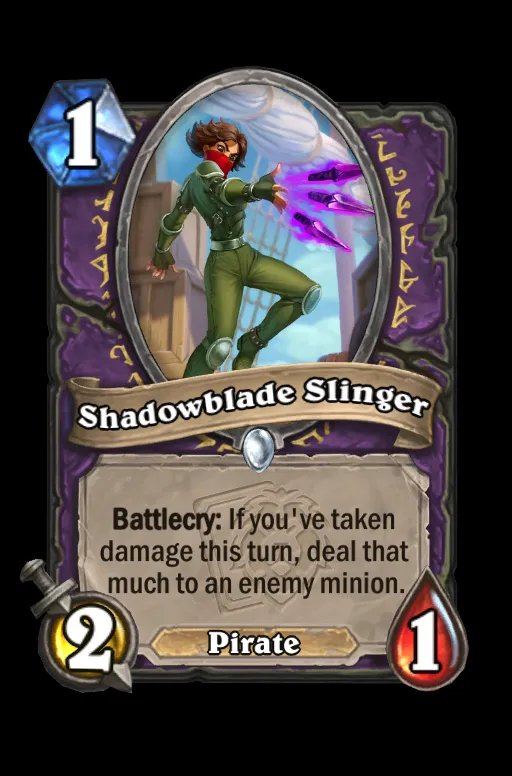 1
Shadowblade Slinger
Battlecry: If you've taken
damage this turn, deal that
much to an enemy minion.
2
Pirate
1